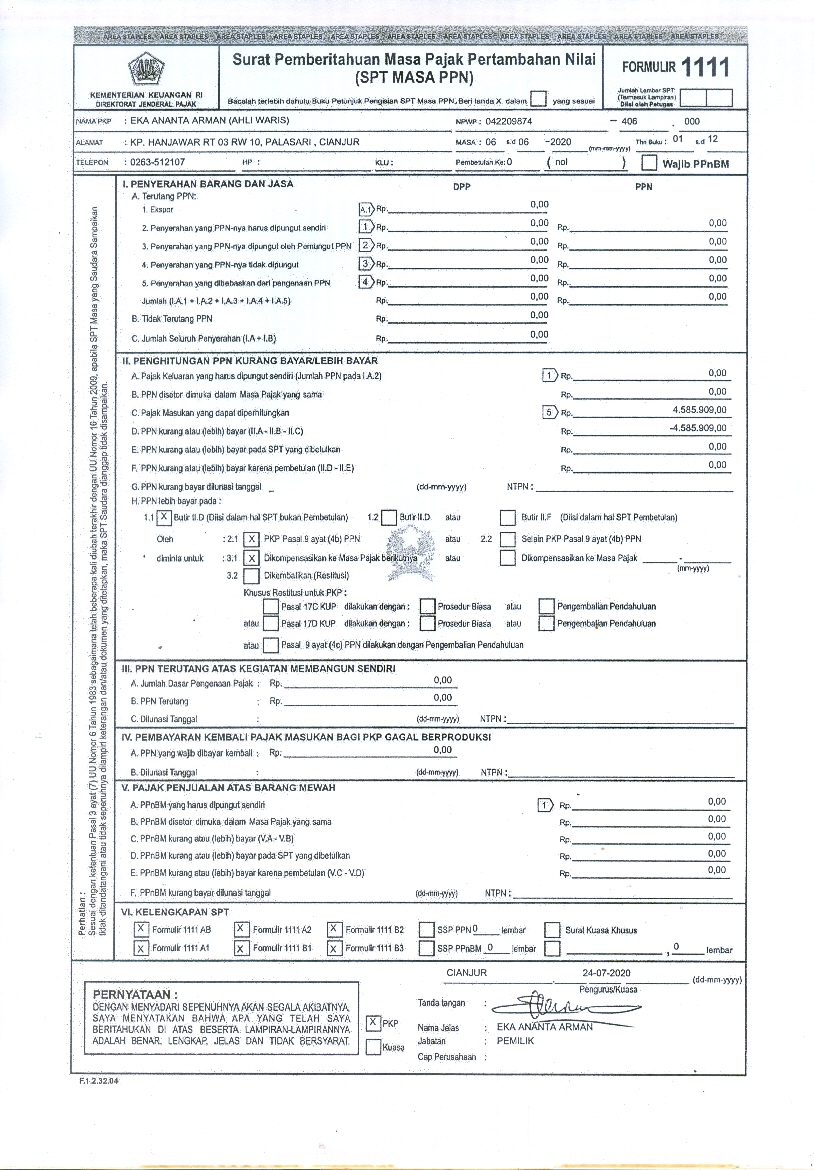 AREA STAPLES AREA STAPLES AREA STAPLES AREA STAPLES AREA STAPLES AREA STAPLES AREA STAPLES AREA STAPLES
KEMENTERIAN KEUANGAN RI
DIREKTORAT JENDERAL PAJAK
Surat Pemberitahuan Masa Pajak Pertambahan Nilai
(SPT MASA PPN)
Bacalah terlebih dahulu Buku Petunjuk Pengisian SPT Masa PPN, Beri tanda X dalam yang sesuai
FORMULIR 1111
Jumlah Lembar SPT:
(Termasuk Lampiran)
Diisi oleh Petugas
NAMA PKP : EKA ANANTA ARMAN (AHLI WARIS) NPWP : 042209874 - 406 . 000
ALAMAT : KP. HANJAWAR RT 03 RW 10, PALASARI , CIANJUR MASA : 06 s.d 06 -2020 (mm-mm-yyyy) Thn Buku : 01 s.d 12
TELEPON : 0263-512107 HP : KLU : Pembetulan Ke: 0 ( nol ) Wajib PPnBM
Perhatian :
Sesuai dengan ketentuan Pasal 3 ayat (7) UU Nomor 6 Tahun 1983 sebagaimana telah beberapa kali diubah terakhir dengan UU Nomor 16 Tahun 2009, apabila SPT Masa yang Saudara Sampaikan
tidak ditandatangani atau tidak sepenuhnya dilampiri keterangan dan/atau dokumen yang ditetapkan, maka SPT Saudara dianggap tidak disampaikan.
I. PENYERAHAN BARANG DAN JASA DPP PPN
A. Terutang PPN:
1. Ekspor A.1 Rp. 0,00
2. Penyerahan yang PPN-nya harus dipungut sendiri 1 Rp. 0,00 Rp. 0,00
3. Penyerahan yang PPN-nya dipungut oleh Pemungut PPN 2 Rp. 0,00 Rp. 0,00
4. Penyerahan yang PPN-nya tidak dipungut 3 Rp. 0,00 Rp. 0,00
5. Penyerahan yang dibebaskan dari pengenaan PPN 4 Rp. 0,00 Rp. 0,00
Jumlah (I.A.1 + I.A.2 + I.A.3 + I.A.4 + I.A.5) Rp. 0,00 Rp. 0,00
B. Tidak Terutang PPN Rp. 0,00
C. Jumlah Seluruh Penyerahan (I.A + I.B) Rp. 0,00
II. PENGHITUNGAN PPN KURANG BAYAR/LEBIH BAYAR
A. Pajak Keluaran yang harus dipungut sendiri (Jumlah PPN pada I.A.2) 1 Rp. 0,00
B. PPN disetor dimuka dalam Masa Pajak yang sama Rp. 0,00
C. Pajak Masukan yang dapat diperhitungkan 5 Rp. 4.585.909,00
D. PPN kurang atau (lebih) bayar (II.A - II.B - II.C) Rp. -4.585.909,00
E. PPN kurang atau (lebih) bayar pada SPT yang dibetulkan Rp. 0,00
F. PPN kurang atau (lebih) bayar karena pembetulan (II.D - II.E) Rp. 0,00
G. PPN kurang bayar dilunasi tanggal _ (dd-mm-yyyy) NTPN :
H. PPN lebih bayar pada :
1.1 X Butir II.D (Diisi dalam hal SPT bukan Pembetulan) 1.2 Butir II.D atau Butir II.F (Diisi dalam hal SPT Pembetulan)
Oleh : 2.1 X PKP Pasal 9 ayat (4b) PPN atau 2.2 Selain PKP Pasal 9 ayat (4b) PPN
diminta untuk : 3.1 X Dikompensasikan ke Masa Pajak berikutnya atau Dikompensasikan ke Masa Pajak -
3.2 Dikembalikan (Restitusi) (mm-yyyy)
Khusus Restitusi untuk PKP :
Pasal 17C KUP dilakukan dengan : Prosedur Biasa atau Pengembalian Pendahuluan
atau Pasal 17D KUP dilakukan dengan : Prosedur Biasa atau Pengembalian Pendahuluan
atau Pasal 9 ayat (4c) PPN dilakukan dengan Pengembalian Pendahuluan
III. PPN TERUTANG ATAS KEGIATAN MEMBANGUN SENDIRI
A. Jumlah Dasar Pengenaan Pajak : Rp. 0,00
B. PPN Terutang : Rp. 0,00
C. Dilunasi Tanggal : (dd-mm-yyyy) NTPN :
IV. PEMBAYARAN KEMBALI PAJAK MASUKAN BAGI PKP GAGAL BERPRODUKSI
A. PPN yang wajib dibayar kembali : Rp: 0,00
B. Dilunasi Tanggal : (dd-mm-yyyy) NTPN :
V. PAJAK PENJUALAN ATAS BARANG MEWAH
A. PPnBM yang harus dipungut sendiri 1 Rp. 0,00
B. PPnBM disetor dimuka dalam Masa Pajak yang sama Rp. 0,00
C. PPnBM kurang atau (lebih) bayar (V.A - V.B) Rp. 0,00
D. PPnBM kurang atau (lebih) bayar pada SPT yang dibetulkan Rp. 0,00
E. PPnBM kurang atau (lebih) bayar karena pembetulan (V.C - V.D) Rp. 0,00
F. PPnBM kurang bayar dilunasi tanggal (dd-mm-yyyy) NTPN :
VI. KELENGKAPAN SPT
X Formulir 1111 AB X Formulir 1111 A2 X Formulir 1111 B2 SSP PPN 0 lembar Surat Kuasa Khusus
X Formulir 1111 A1 X Formulir 1111 B1 X Formulir 1111 B3 SSP PPnBM 0 lembar , 0 lembar
CIANJUR 24-07-2020 (dd-mm-yyyy)
PERNYATAAN :
DENGAN MENYADARI SEPENUHNYA AKAN SEGALA AKIBATNYA,
SAYA MENYATAKAN BAHWA APA YANG TELAH SAYA
BERITAHUKAN DI ATAS BESERTA LAMPIRAN-LAMPIRANNYA
ADALAH BENAR, LENGKAP, JELAS DAN TIDAK BERSYARAT.
X PKP
Kuasa
Pengurus/Kuasa
Tanda tangan :
Nama Jelas : EKA ANANTA ARMAN
Jabatan : PEMILIK
Cap Perusahaan :
F.1.2.32.04